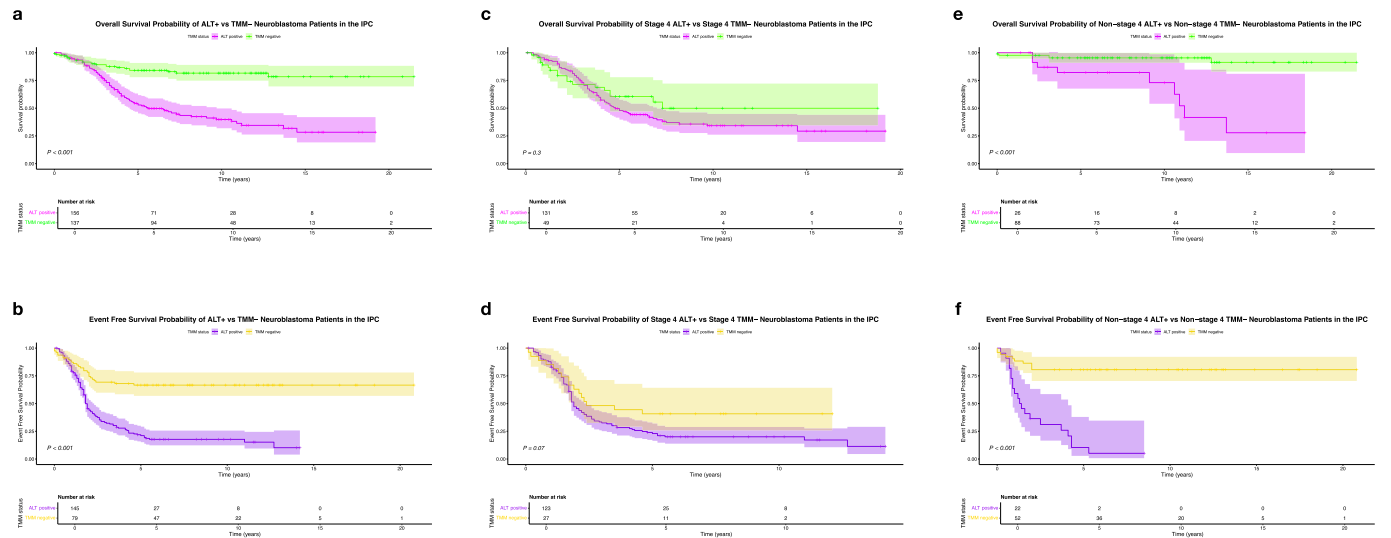 a
Overall Survival Probability of ALT+ vs TMM− Neuroblastoma Patients in the IPC
TMM status ALT positive TMM negative
Survival probability
1.00
0.75
0.50
0.25
0.00
P < 0.001
0 5 10 15 20
Time (years)
Number at risk
TMM status
ALT positive 156 71 28 8 0
TMM negative 137 94 48 13 2
0 5 10 15 20
Time (years)
c
Overall Survival Probability of Stage 4 ALT+ vs Stage 4 TMM− Neuroblastoma Patients in the IPC
TMM status ALT positive TMM negative
Survival probability
1.00
0.75
0.50
0.25
0.00
P = 0.3
0 5 10 15 20
Time (years)
Number at risk
TMM status
ALT positive 131 55 20 6 0
TMM negative 49 21 4 1 0
0 5 10 15 20
Time (years)
e
Overall Survival Probability of Non−stage 4 ALT+ vs Non−stage 4 TMM− Neuroblastoma Patients in the IPC
TMM status ALT positive TMM negative
Survival probability
1.00
0.75
0.50
0.25
0.00
P < 0.001
0 5 10 15 20
Time (years)
Number at risk
TMM status
ALT positive 26 16 8 2 0
TMM negative 88 73 44 12 2
0 5 10 15 20
Time (years)
b
Event Free Survival Probability of ALT+ vs TMM− Neuroblastoma Patients in the IPC
TMM status ALT positive TMM negative
Event Free Survival Probability
1.00
0.75
0.50
0.25
0.00
P < 0.001
0 5 10 15 20
Time (years)
Number at risk
TMM status
ALT positive 145 27 8 0 0
TMM negative 79 47 22 5 1
0 5 10 15 20
Time (years)
d
Event Free Survival Probability of Stage 4 ALT+ vs Stage 4 TMM− Neuroblastoma Patients in the IPC
TMM status ALT positive TMM negative
Event Free Survival Probability
1.00
0.75
0.50
0.25
0.00
P = 0.07
0 5 10
Time (years)
Number at risk
TMM status
ALT positive 123 25 8
TMM negative 27 11 2
0 5 10
Time (years)
f
Event Free Survival Probability of Non−stage 4 ALT+ vs Non−stage 4 TMM− Neuroblastoma Patients in the IPC
TMM status ALT positive TMM negative
Event Free Survival Probability
1.00
0.75
0.50
0.25
0.00
P < 0.001
0 5 10 15 20
Time (years)
Number at risk
TMM status
ALT positive 22 2 0 0 0
TMM negative 52 36 20 5 1
0 5 10 15 20
Time (years)